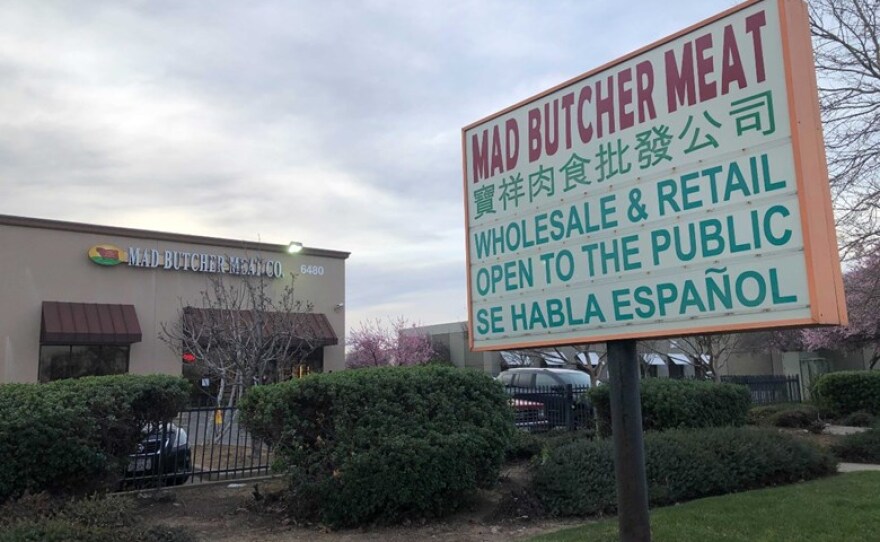 MAD BUTCHER MEAT
寶祥肉食批發公司
WHOLESALE & RETAIL
OPEN TO THE PUBLIC
SE HABLA ESPAÑOL
MAD BUTCHER MEAT CO.
6480